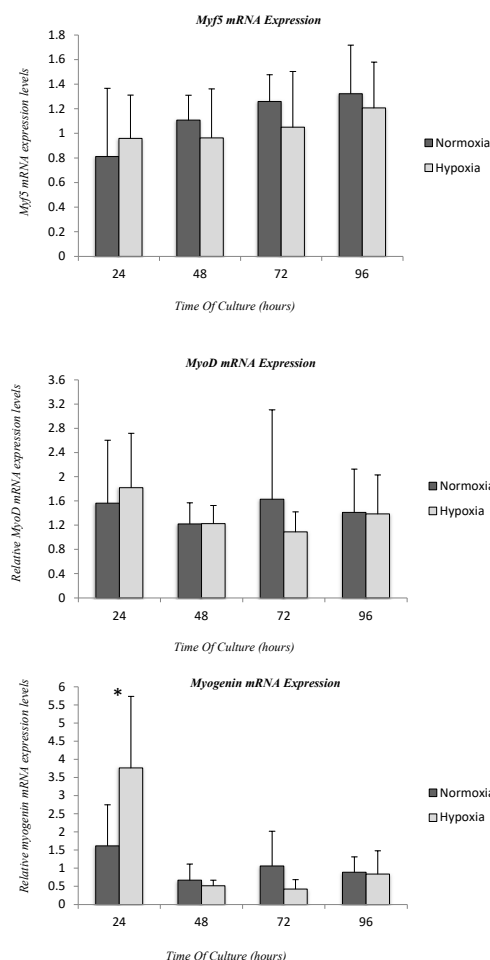 Myf5 mRNA Expression
Myf5 mRNA expression levels
1.8
1.6
1.4
1.2
1
0.8
0.6
0.4
0.2
0
24 48 72 96
Time Of Culture (hours)
Normoxia
Hypoxia
MyoD mRNA Expression
Relative MyoD mRNA expression levels
3.6
3.2
2.8
2.4
2
1.6
1.2
0.8
0.4
0
24 48 72 96
Time Of Culture (hours)
Normoxia
Hypoxia
Myogenin mRNA Expression
Relative myogenin mRNA expression levels
6
5.5
5
4.5
4
3.5
3
2.5
2
1.5
1
0.5
0
*
24 48 72 96
Time Of Culture (hours)
Normoxia
Hypoxia